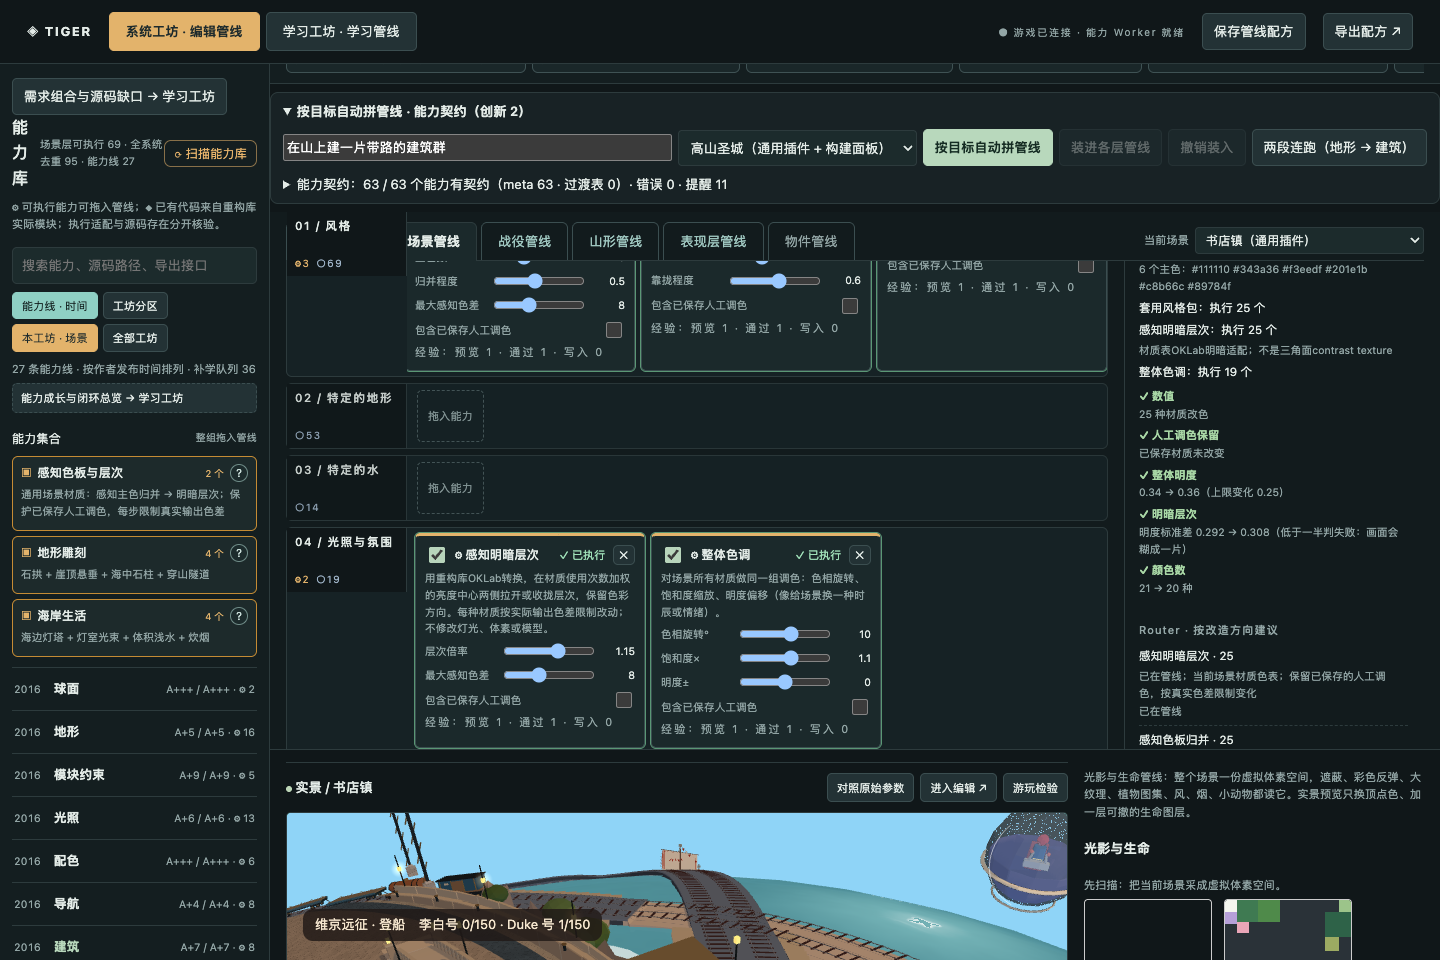 ◈ TIGER
系统工坊 · 编辑管线
学习工坊 · 学习管线
游戏已连接 · 能力 Worker 就绪
保存管线配方
导出配方 ↗
需求组合与源码缺口 → 学习工坊
能力库
场景层可执行 69 · 全系统去重 95 · 能力线 27
⟳ 扫描能力库
⚙ 可执行能力可拖入管线；◆ 已有代码来自重构库
实际模块；执行适配与源码存在分开核验。
搜索能力、源码路径、导出接口
能力线 · 时间
工坊分区
本工坊 · 场景
全部工坊
27 条能力线 · 按作者发布时间排列 · 补学队列 36
能力成长与闭环总览 → 学习工坊
能力集合
整组拖入管线
▣ 感知色板与层次 2 个 ?
通用场景材质：感知主色归并 → 明暗层次；保
护已保存人工调色，每步限制真实输出色差
▣ 地形雕刻 4 个 ?
石拱 + 崖顶悬垂 + 海中石柱 + 穿山隧道
▣ 海岸生活 4 个 ?
海边灯塔 + 灯室光束 + 体积浅水 + 炊烟
2016 球面 A+++ / A+++ · ⚙ 2
2016 地形 A+5 / A+5 · ⚙ 16
2016 模块约束 A+9 / A+9 · ⚙ 5
2016 光照 A+6 / A+6 · ⚙ 13
2016 配色 A+++ / A+++ · ⚙ 6
2016 导航 A+4 / A+4 · ⚙ 8
2016 建筑 A+7 / A+7 · ⚙ 8
▼ 按目标自动拼管线 · 能力契约（创新 2）
在山上建一片带路的建筑群
高山圣城（通用插件 + 构建面板）
按目标自动拼管线
装进各层管线
撤销装入
两段连跑（地形 → 建筑）
▶ 能力契约：63 / 63 个能力有契约（meta 63 · 过渡表 0）· 错误 0 · 提醒 11
01 / 风格
⚙3 ○69
场景管线
战役管线
山形管线
表现层管线
物件管线
当前场景
书店镇（通用插件）
归并程度 0.5
最大感知色差 8
包含已保存人工调色
经验：预览 1 · 通过 1 · 写入 0
靠拢程度 0.6
包含已保存人工调色
经验：预览 1 · 通过 1 · 写入 0
包含已保存人工调色
经验：预览 1 · 通过 1 · 写入 0
02 / 特定的地形
○53
拖入能力
03 / 特定的水
○14
拖入能力
04 / 光照与氛围
⚙2 ○19
⚙ 感知明暗层次 ✓ 已执行 ✕
用重构库OKLab转换，在材质使用次数加权
的亮度中心两侧拉开或收拢层次，保留色彩
方向。每种材质按实际输出色差限制改动；
不修改灯光、体素或模型。
层次倍率 1.15
最大感知色差 8
包含已保存人工调色
经验：预览 1 · 通过 1 · 写入 0
⚙ 整体色调 ✓ 已执行 ✕
对场景所有材质做同一组调色：色相旋转、
饱和度缩放、明度偏移（像给场景换一种时
辰或情绪）。
色相旋转° 10
饱和度× 1.1
明度± 0
包含已保存人工调色
经验：预览 1 · 通过 1 · 写入 0
6 个主色：#111110 #343a36 #f3eedf #201e1b
#c8b66c #89784f
套用风格包：执行 25 个
感知明暗层次：执行 25 个
材质表OKLab明暗适配；不是三角面contrast texture
整体色调：执行 19 个
✓ 数值
25 种材质改色
✓ 人工调色保留
已保存材质未改变
✓ 整体明度
0.34 → 0.36（上限变化 0.25）
✓ 明暗层次
明度标准差 0.292 → 0.308（低于一半判失败：画面会
糊成一片）
✓ 颜色数
21 → 20 种
Router · 按改造方向建议
感知明暗层次 · 25
已在管线；当前场景材质色表；保留已保存的人工调
色，按真实色差限制变化
已在管线
感知色板归并 · 25
实景 / 书店镇
对照原始参数
进入编辑 ↗
游玩检验
维京远征 · 登船 李白号 0/150 · Duke 号 1/150
光影与生命管线：整个场景一份虚拟体素空间，遮蔽、彩色反弹、大
纹理、植物图集、风、烟、小动物都读它。实景预览只换顶点色、加
一层可撤的生命图层。
光影与生命
先扫描：把当前场景采成虚拟体素空间。